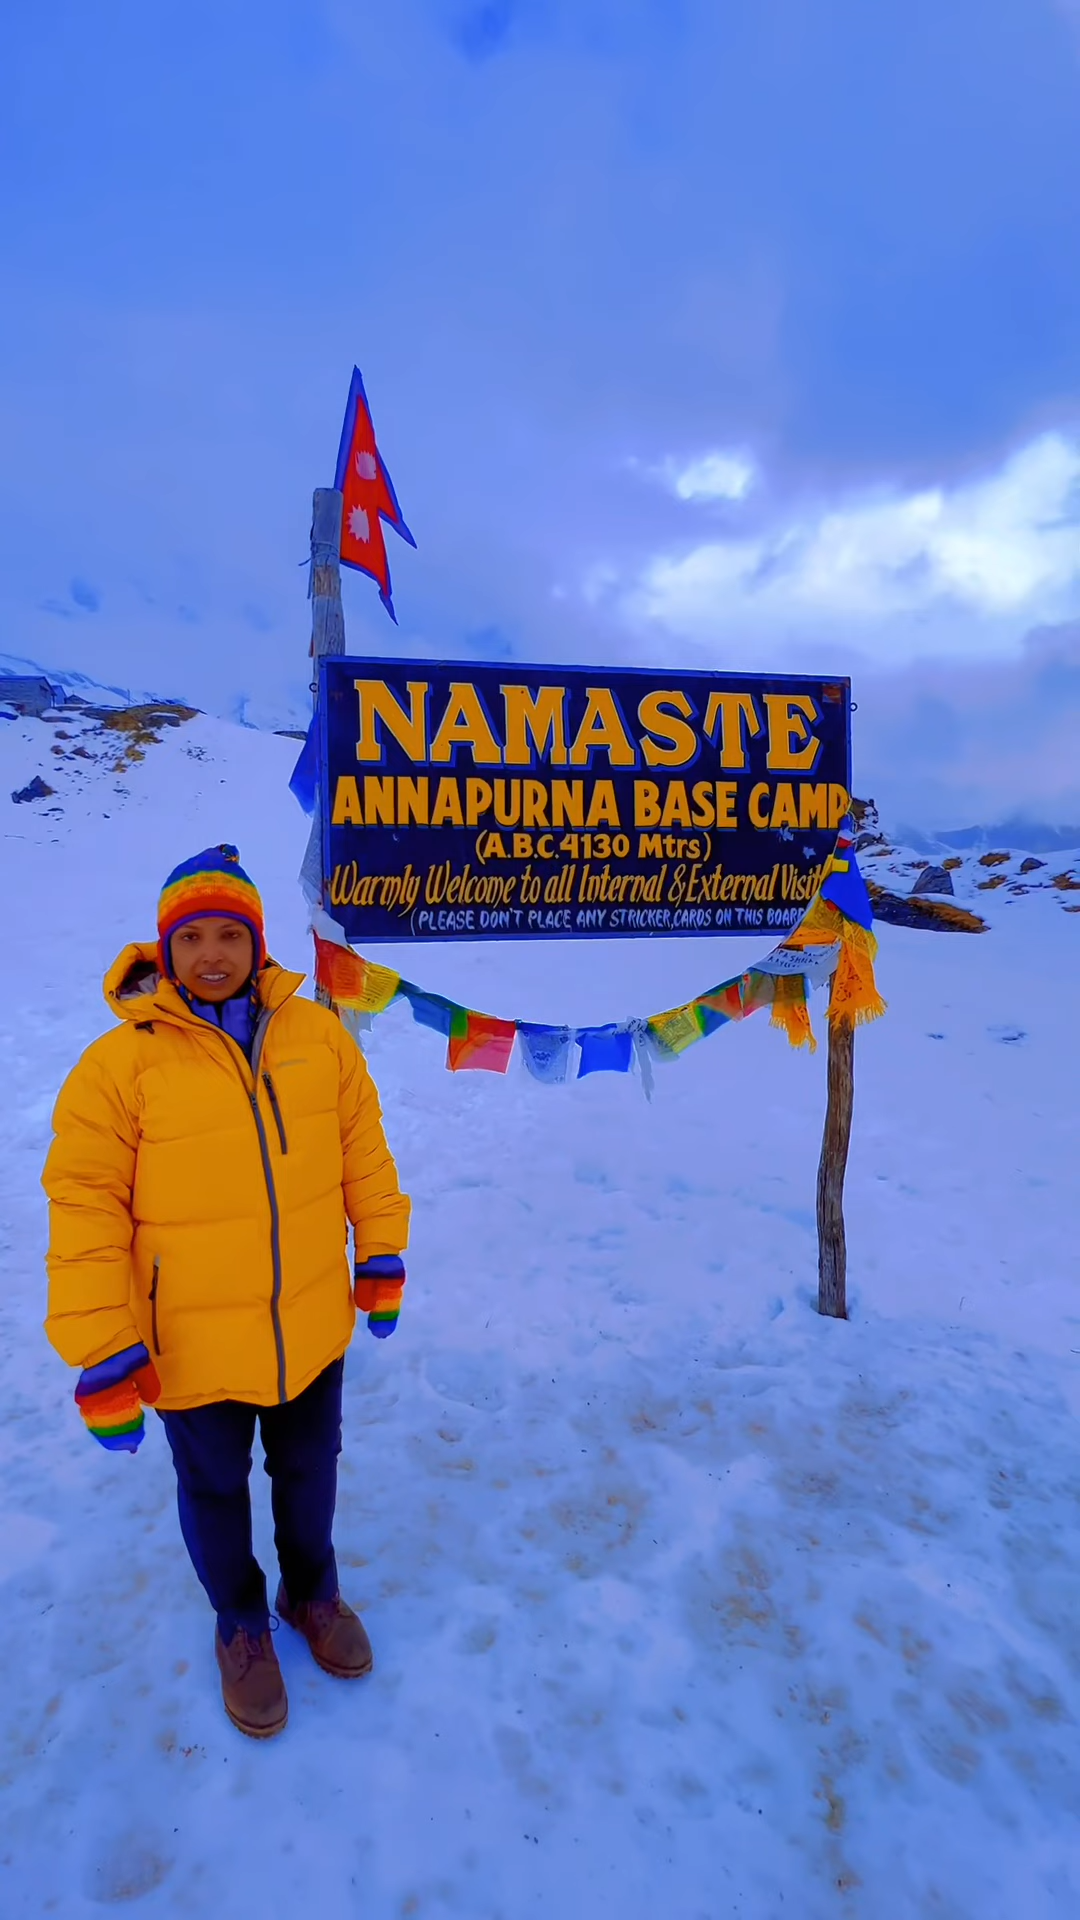 NAMASTE
ANNAPURNA BASE CAMP
(A.B.C.4130 Mtrs)
Warmly Welcome to all Internal & External
(PLEASE DON'T PLACE ANY STRICKER,CARDS ON THIS BOARD